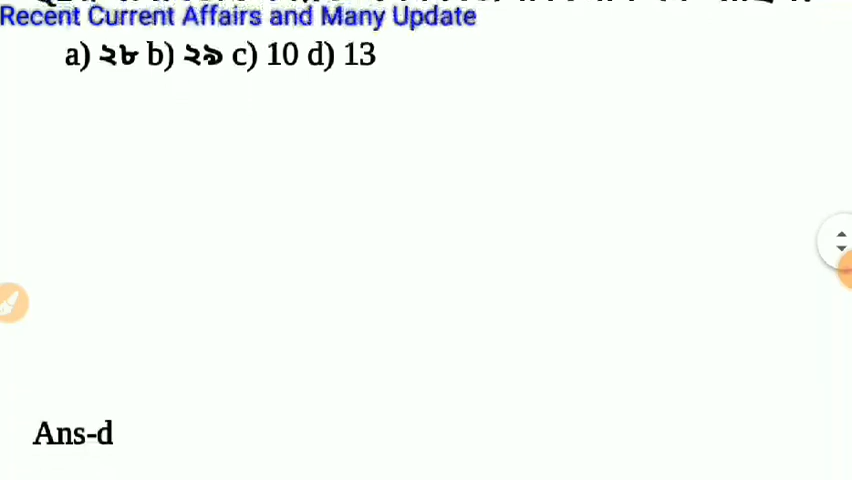 Recent Current Affairs and Many Update
a) ২৮ b) ২৯ c) 10 d) 13
Ans-d